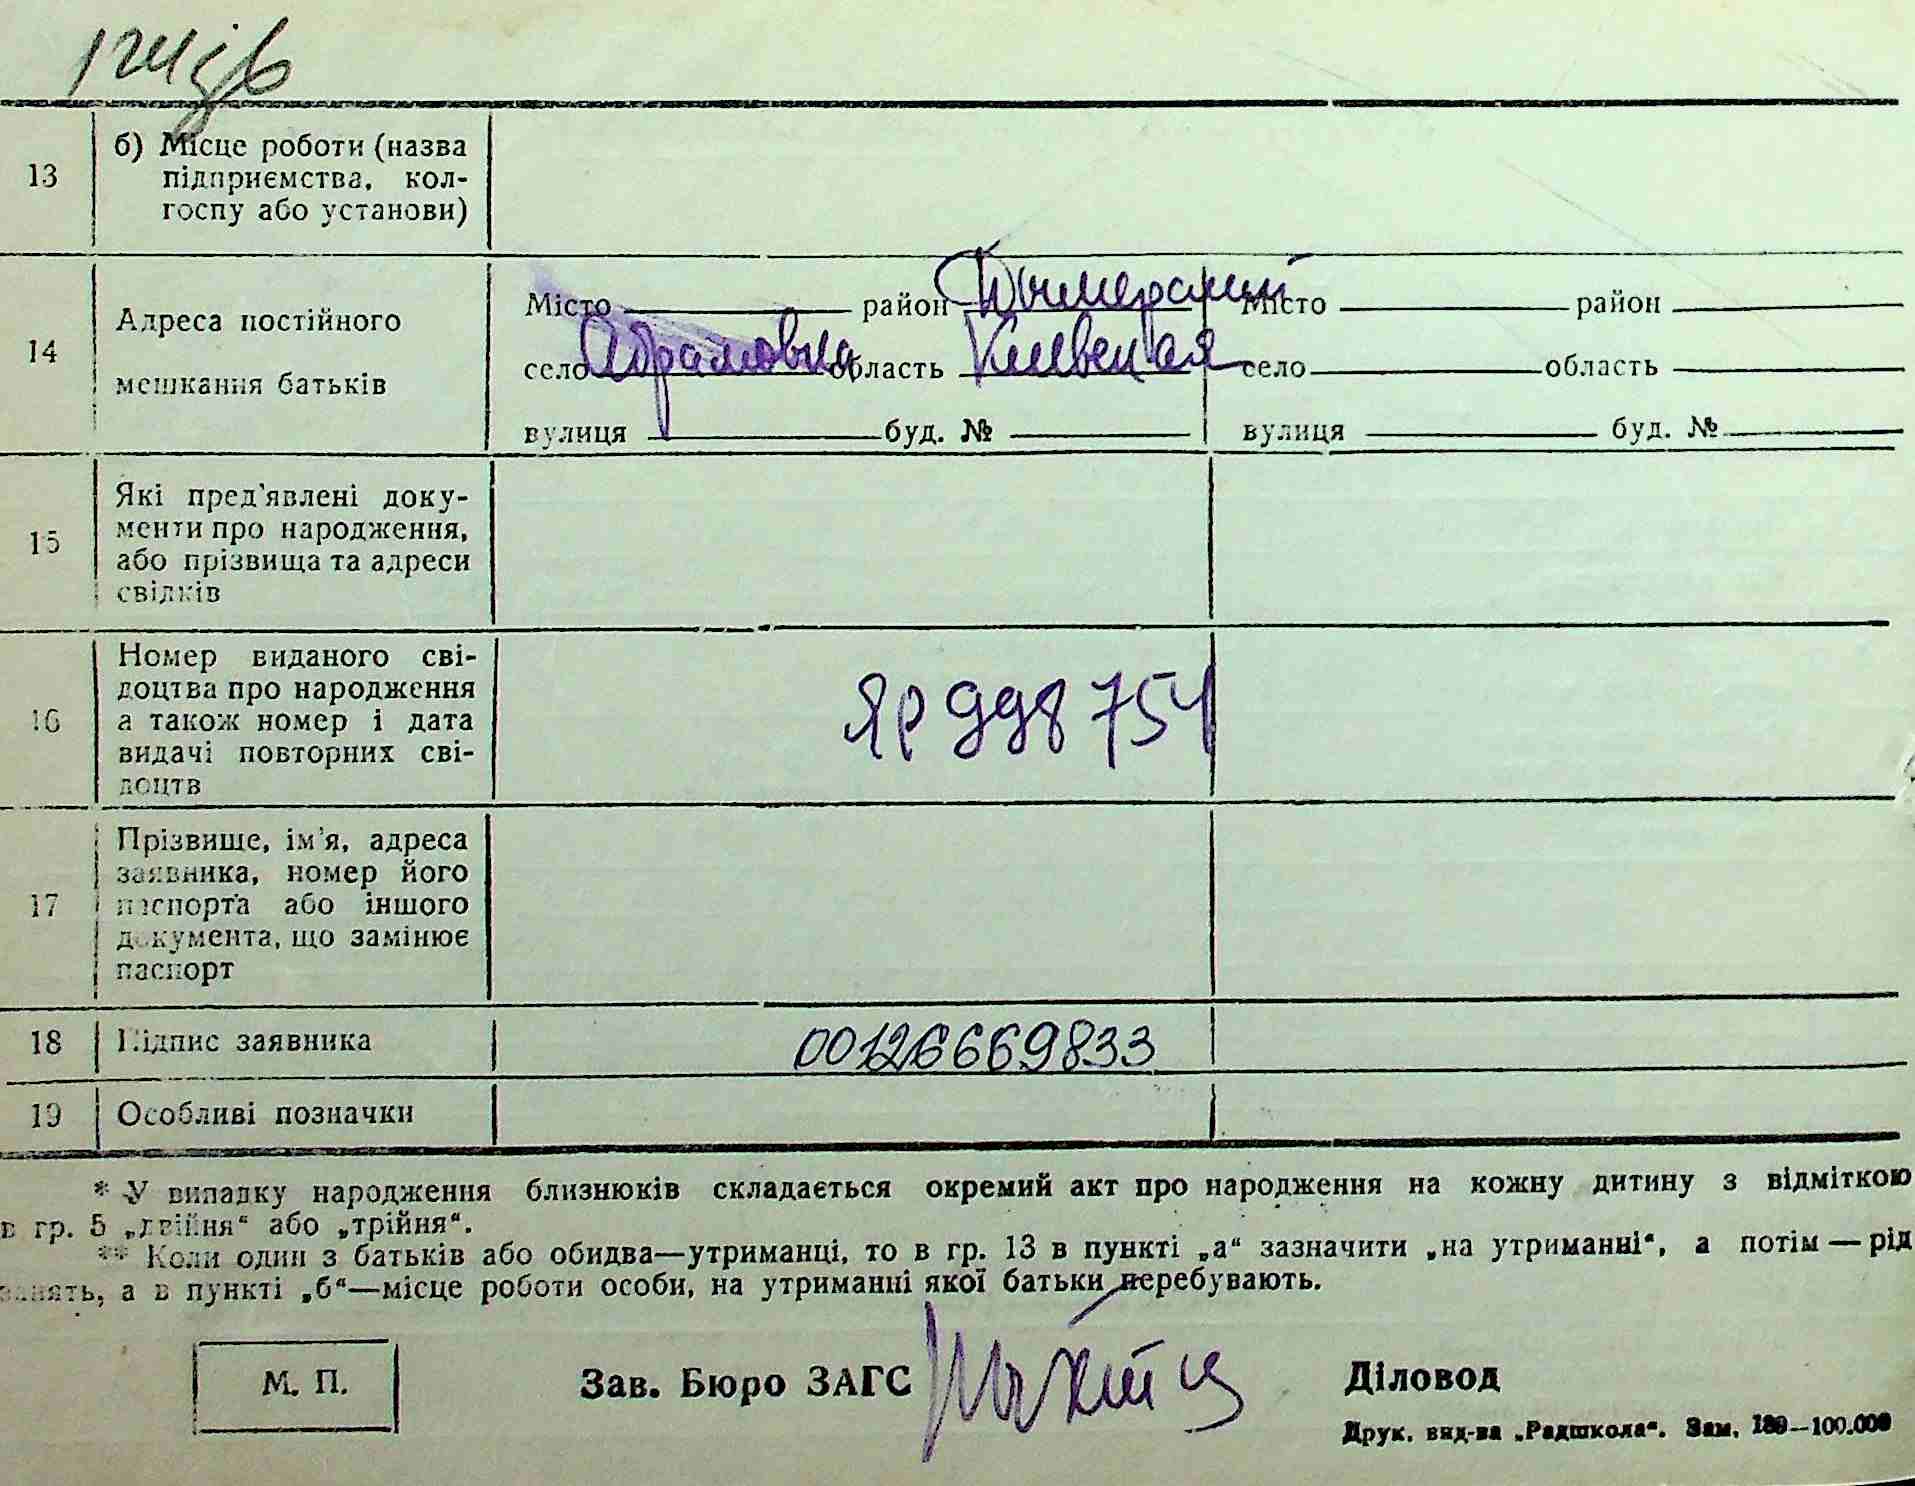 13 б) Місце роботи (назва
підприємства, кол-
госпу або установи)
14 Адреса постійного
мешкання батьків
Місто район Дымерский Місто район
село Абрамовка область Киевская село область
вулиця буд. № вулиця буд. №
15 Які пред'явлені доку-
менти про народження,
або прізвища та адреси
свідків
16 Номер виданого сві-
доцтва про народження
а також номер і дата
видачі повторних сві-
доцтв
ЯР 998754
17 Прізвище, ім'я, адреса
заявника, номер його
паспорта або іншого
документа, що замінює
паспорт
18 Підпис заявника 00126669833
19 Особливі позначки
* У випадку народження близнюків складається окремий акт про народження на кожну дитину з відміткою
в гр. 5 „двійня“ або „трійня“.
** Коли один з батьків або обидва—утриманці, то в гр. 13 в пункті „а“ зазначити „на утриманні“, а потім — рід
занять, а в пункті „б“—місце роботи особи, на утриманні якої батьки перебувають.
М. П. Зав. Бюро ЗАГС Діловод
Друк. вид-ва „Радшкола“. Зам. 189—100.000